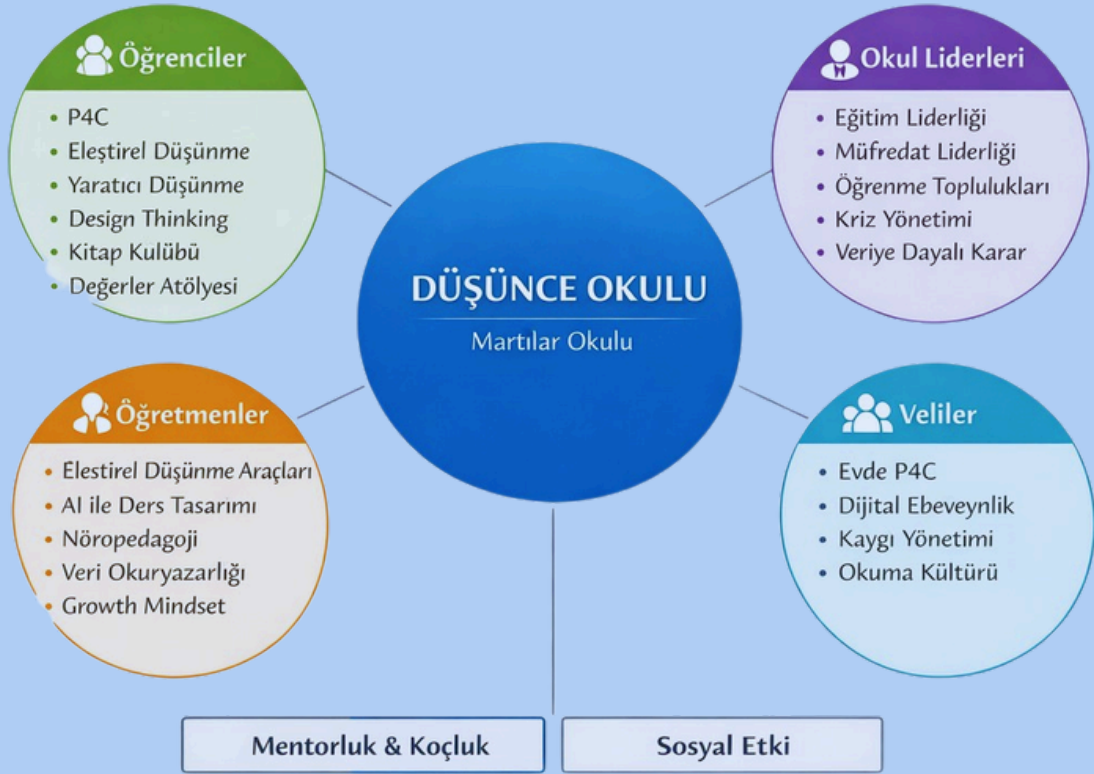 Öğrenciler
• P4C
• Eleştirel Düşünme
• Yaratıcı Düşünme
• Design Thinking
• Kitap Kulübü
• Değerler Atölyesi
Okul Liderleri
• Eğitim Liderliği
• Müfredat Liderliği
• Öğrenme Toplulukları
• Kriz Yönetimi
• Veriye Dayalı Karar
DÜŞÜNCE OKULU
Martılar Okulu
Öğretmenler
• Elestirel Düşünme Araçları
• AI ile Ders Tasarımı
• Nöropedagoji
• Veri Okuryazarlığı
• Growth Mindset
Veliler
• Evde P4C
• Dijital Ebeveynlik
• Kaygı Yönetimi
• Okuma Kültürü
Mentorluk & Koçluk
Sosyal Etki